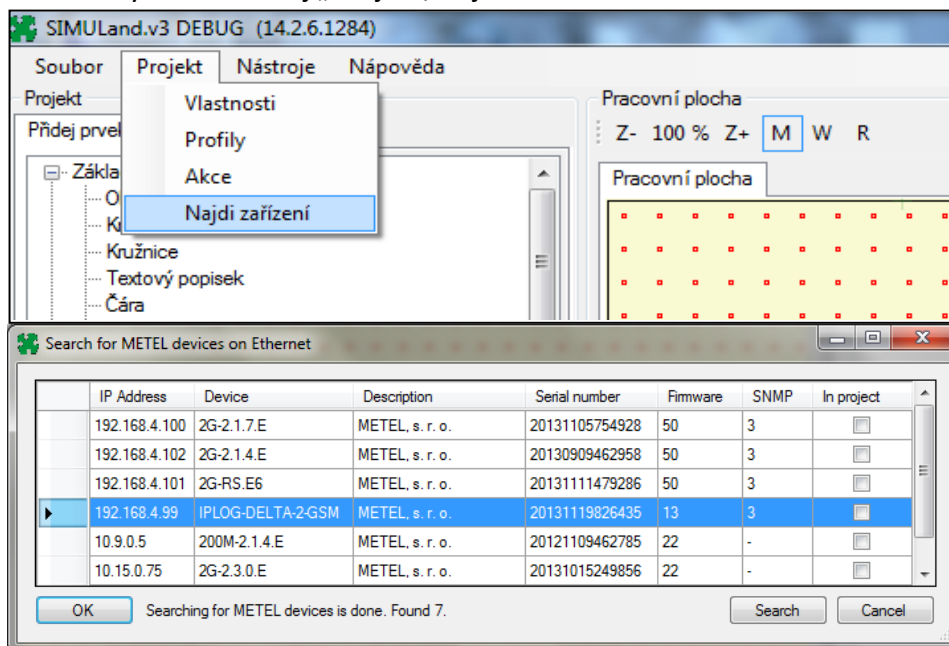 SIMULand.v3 DEBUG (14.2.6.1284)
Soubor Projekt Nástroje Nápověda
Projekt
Přidej prvek
Vlastnosti
Profily
Akce
Najdi zařízení
Kružnice
Textový popisek
Čára
Pracovní plocha
Z- 100 % Z+ M W R
Pracovní plocha
Search for METEL devices on Ethernet
IP Address Device Description Serial number Firmware SNMP In project
192.168.4.100 2G-2.1.7.E METEL, s. r. o. 20131105754928 50 3
192.168.4.102 2G-2.1.4.E METEL, s. r. o. 20130909462958 50 3
192.168.4.101 2G-RS.E6 METEL, s. r. o. 20131111479286 50 3
192.168.4.99 IPLOG-DELTA-2-GSM METEL, s. r. o. 20131119826435 13 3
10.9.0.5 200M-2.1.4.E METEL, s. r. o. 20121109462785 22 -
10.15.0.75 2G-2.3.0.E METEL, s. r. o. 20131015249856 22 -
OK Searching for METEL devices is done. Found 7. Search Cancel